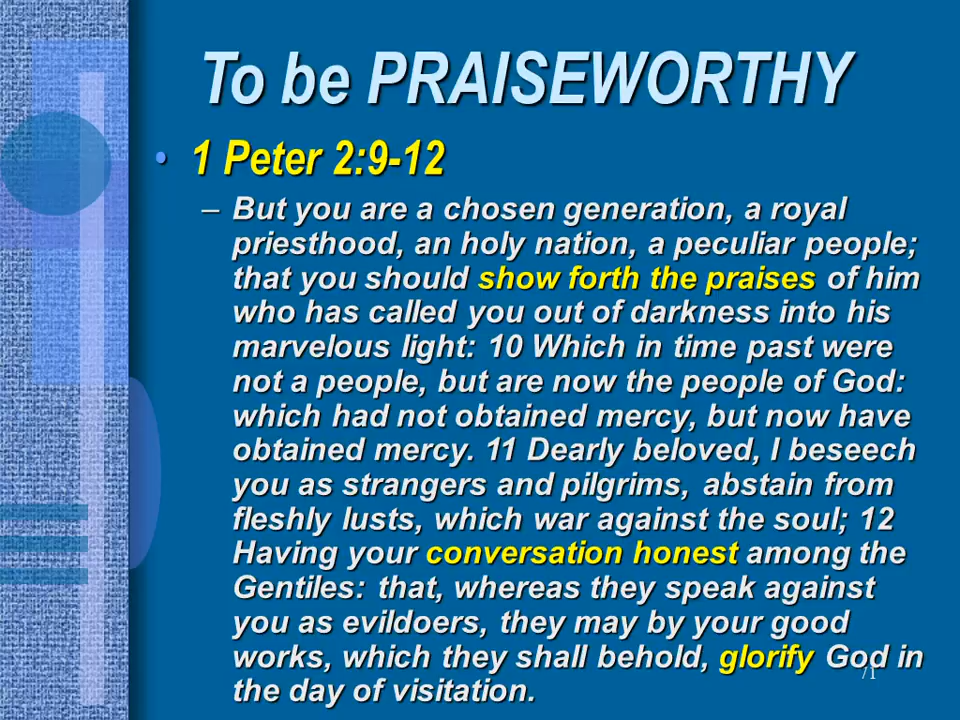 To be PRAISEWORTHY
• 1 Peter 2:9-12
– But you are a chosen generation, a royal
priesthood, an holy nation, a peculiar people;
that you should show forth the praises of him
who has called you out of darkness into his
marvelous light: 10 Which in time past were
not a people, but are now the people of God:
which had not obtained mercy, but now have
obtained mercy. 11 Dearly beloved, I beseech
you as strangers and pilgrims, abstain from
fleshly lusts, which war against the soul; 12
Having your conversation honest among the
Gentiles: that, whereas they speak against
you as evildoers, they may by your good
works, which they shall behold, glorify God in
the day of visitation.
71